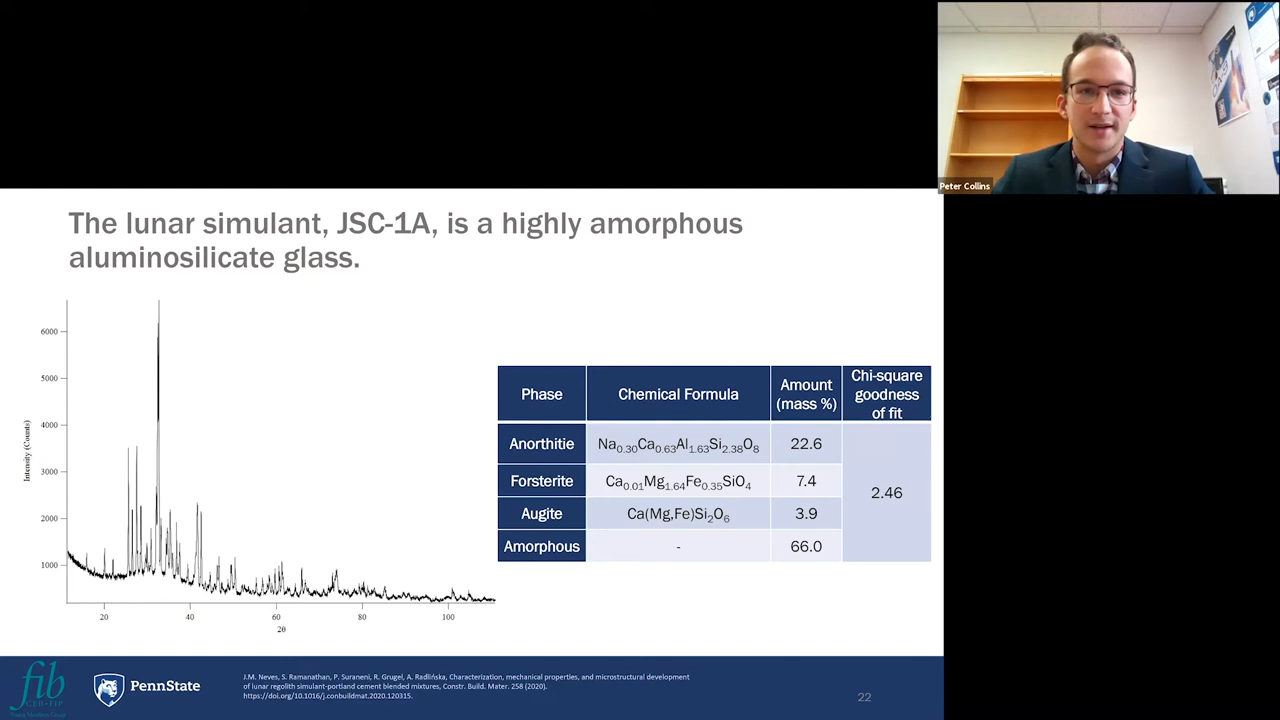 Peter Collins
The lunar simulant, JSC-1A, is a highly amorphous
aluminosilicate glass.
6000
5000
4000
3000
2000
1000
Intensity (Counts)
20
40
60
80
100
2θ
Phase
Chemical Formula
Amount
(mass %)
Chi-square
goodness
of fit
Anorthitie
Na0.30Ca0.63Al1.63Si2.38O8
22.6
2.46
Forsterite
Ca0.01Mg1.64Fe0.35SiO4
7.4
Augite
Ca(Mg,Fe)Si2O6
3.9
Amorphous
-
66.0
fib
CEB-FIP
PennState
J.M. Neves, S. Ramanathan, P. Suraneni, R. Grugel, A. Radlińska, Characterization, mechanical properties, and microstructural development
of lunar regolith simulant-portland cement blended mixtures, Constr. Build. Mater. 258 (2020).
https://doi.org/10.1016/j.conbuildmat.2020.120315.
22